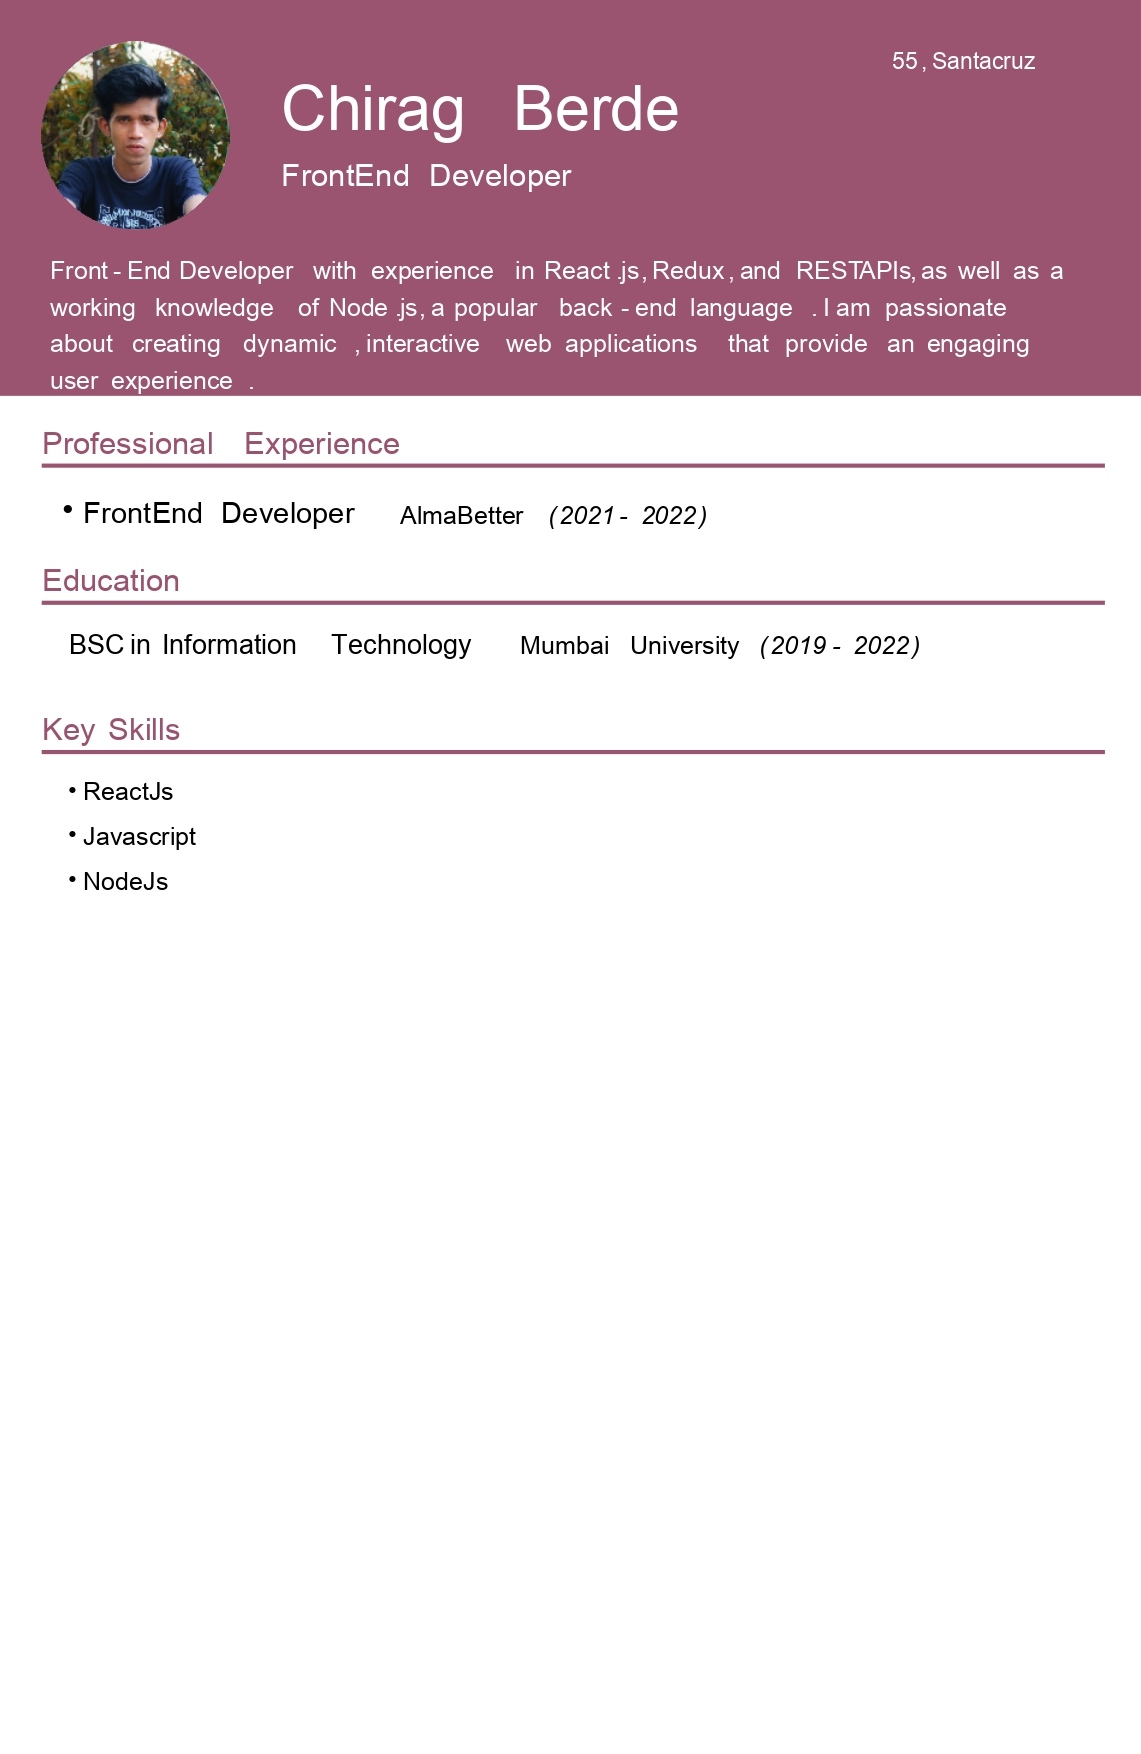 55, Santacruz
Chirag Berde
FrontEnd Developer
Front-End Developer with experience in React.js, Redux, and RESTAPIs, as well as a
working knowledge of Node.js, a popular back-end language. I am passionate
about creating dynamic, interactive web applications that provide an engaging
user experience.
Professional Experience
• FrontEnd Developer AlmaBetter (2021 - 2022)
Education
BSC in Information Technology Mumbai University (2019 - 2022)
Key Skills
• ReactJs
• Javascript
• NodeJs